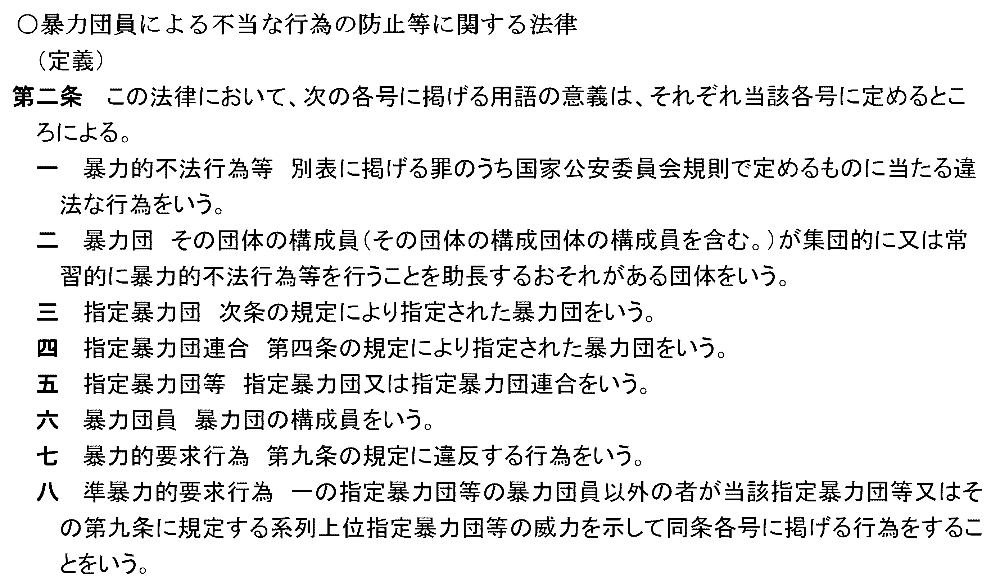 ○暴力団員による不当な行為の防止等に関する法律
（定義）
第二条　この法律において、次の各号に掲げる用語の意義は、それぞれ当該各号に定めるとこ
ろによる。
一　暴力的不法行為等　別表に掲げる罪のうち国家公安委員会規則で定めるものに当たる違
法な行為をいう。
二　暴力団　その団体の構成員（その団体の構成団体の構成員を含む。）が集団的に又は常
習的に暴力的不法行為等を行うことを助長するおそれがある団体をいう。
三　指定暴力団　次条の規定により指定された暴力団をいう。
四　指定暴力団連合　第四条の規定により指定された暴力団をいう。
五　指定暴力団等　指定暴力団又は指定暴力団連合をいう。
六　暴力団員　暴力団の構成員をいう。
七　暴力的要求行為　第九条の規定に違反する行為をいう。
八　準暴力的要求行為　一の指定暴力団等の暴力団員以外の者が当該指定暴力団等又はそ
の第九条に規定する系列上位指定暴力団等の威力を示して同条各号に掲げる行為をするこ
とをいう。